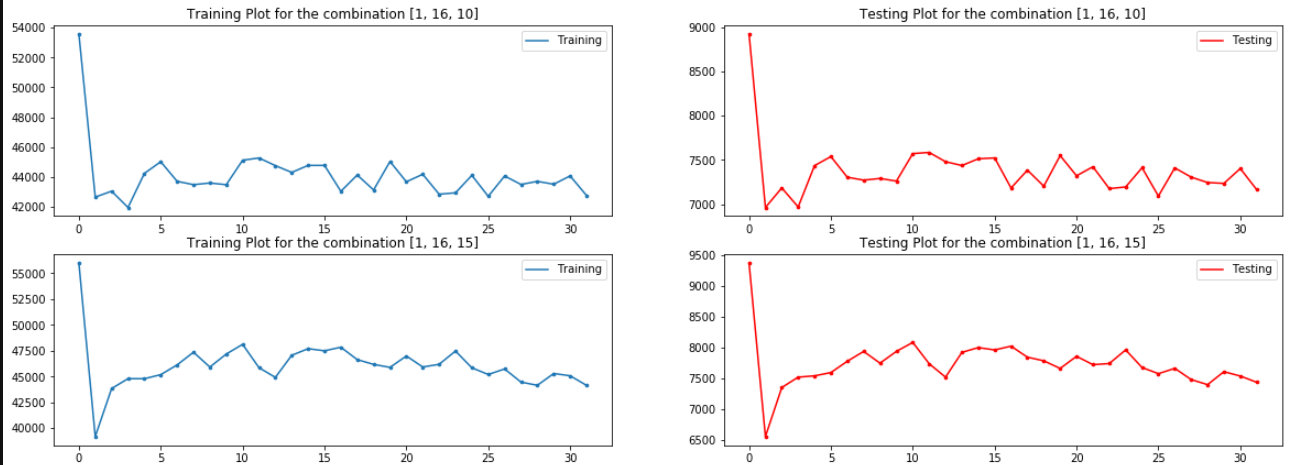 Training Plot for the combination [1, 16, 10]
54000
52000
50000
48000
46000
44000
42000
0 5 10 15 20 25 30
Training
Testing Plot for the combination [1, 16, 10]
9000
8500
8000
7500
7000
0 5 10 15 20 25 30
Testing
Training Plot for the combination [1, 16, 15]
55000
52500
50000
47500
45000
42500
40000
0 5 10 15 20 25 30
Training
Testing Plot for the combination [1, 16, 15]
9500
9000
8500
8000
7500
7000
6500
0 5 10 15 20 25 30
Testing